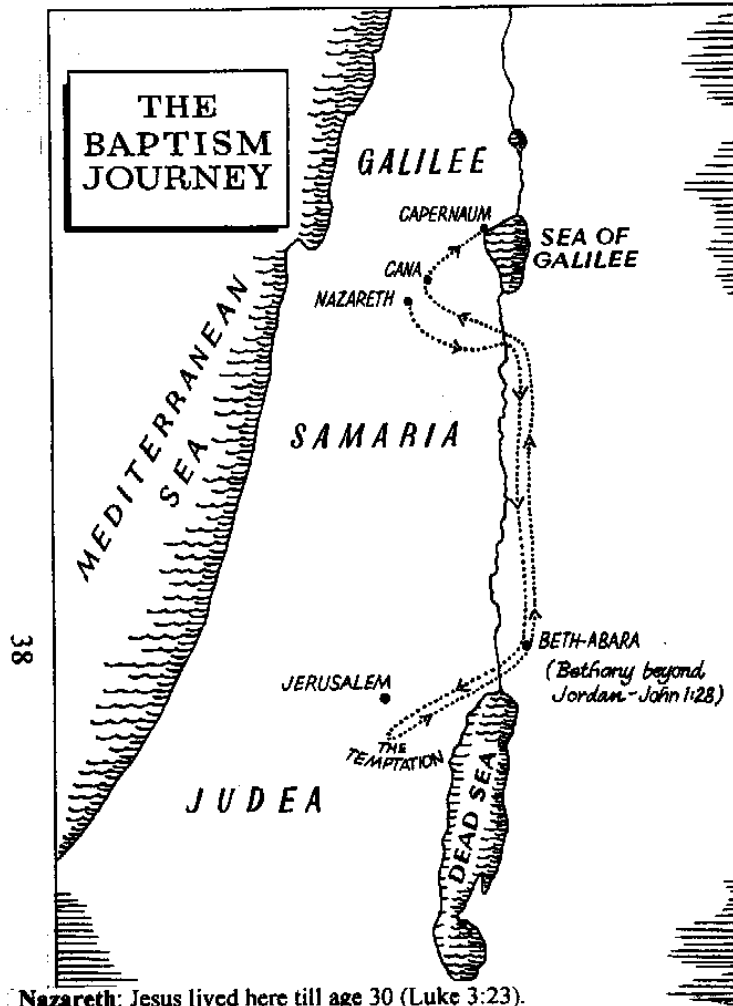 THE
BAPTISM
JOURNEY
GALILEE
CAPERNAUM
SEA OF
GALILEE
CANA
NAZARETH
MEDITERRANEAN
SEA
SAMARIA
38
BETH-ABARA
(Bethony beyond
Jordan-John 1:28)
JERUSALEM
THE
TEMPTATION
JUDEA
DEAD SEA
Nazareth: Jesus lived here till age 30 (Luke 3:23).